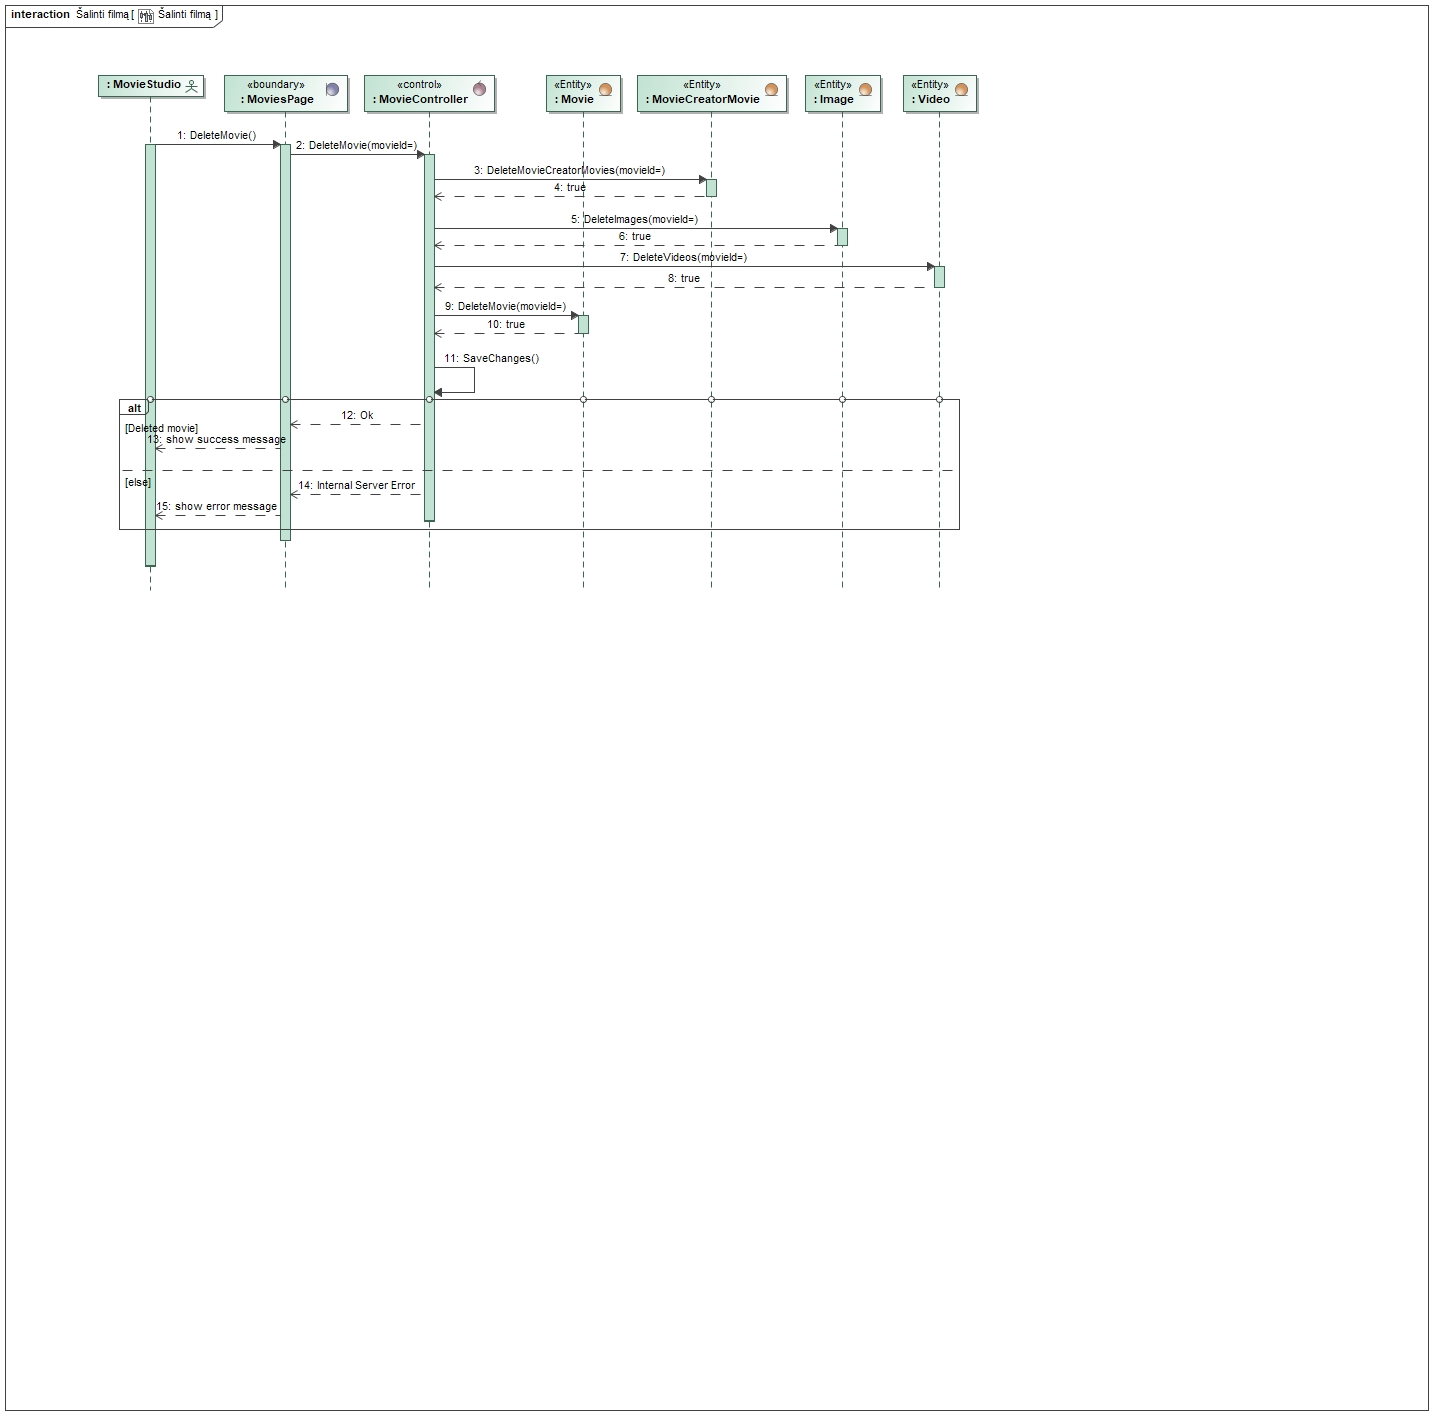 interaction Šalinti filmą [ Šalinti filmą ]
: MovieStudio
«boundary»
: MoviesPage
«control»
: MovieController
«Entity»
: Movie
«Entity»
: MovieCreatorMovie
«Entity»
: Image
«Entity»
: Video
1: DeleteMovie()
2: DeleteMovie(movieId=)
3: DeleteMovieCreatorMovies(movieId=)
4: true
5: DeleteImages(movieId=)
6: true
7: DeleteVideos(movieId=)
8: true
9: DeleteMovie(movieId=)
10: true
11: SaveChanges()
alt
12: Ok
[Deleted movie]
13: show success message
[else]
14: Internal Server Error
15: show error message